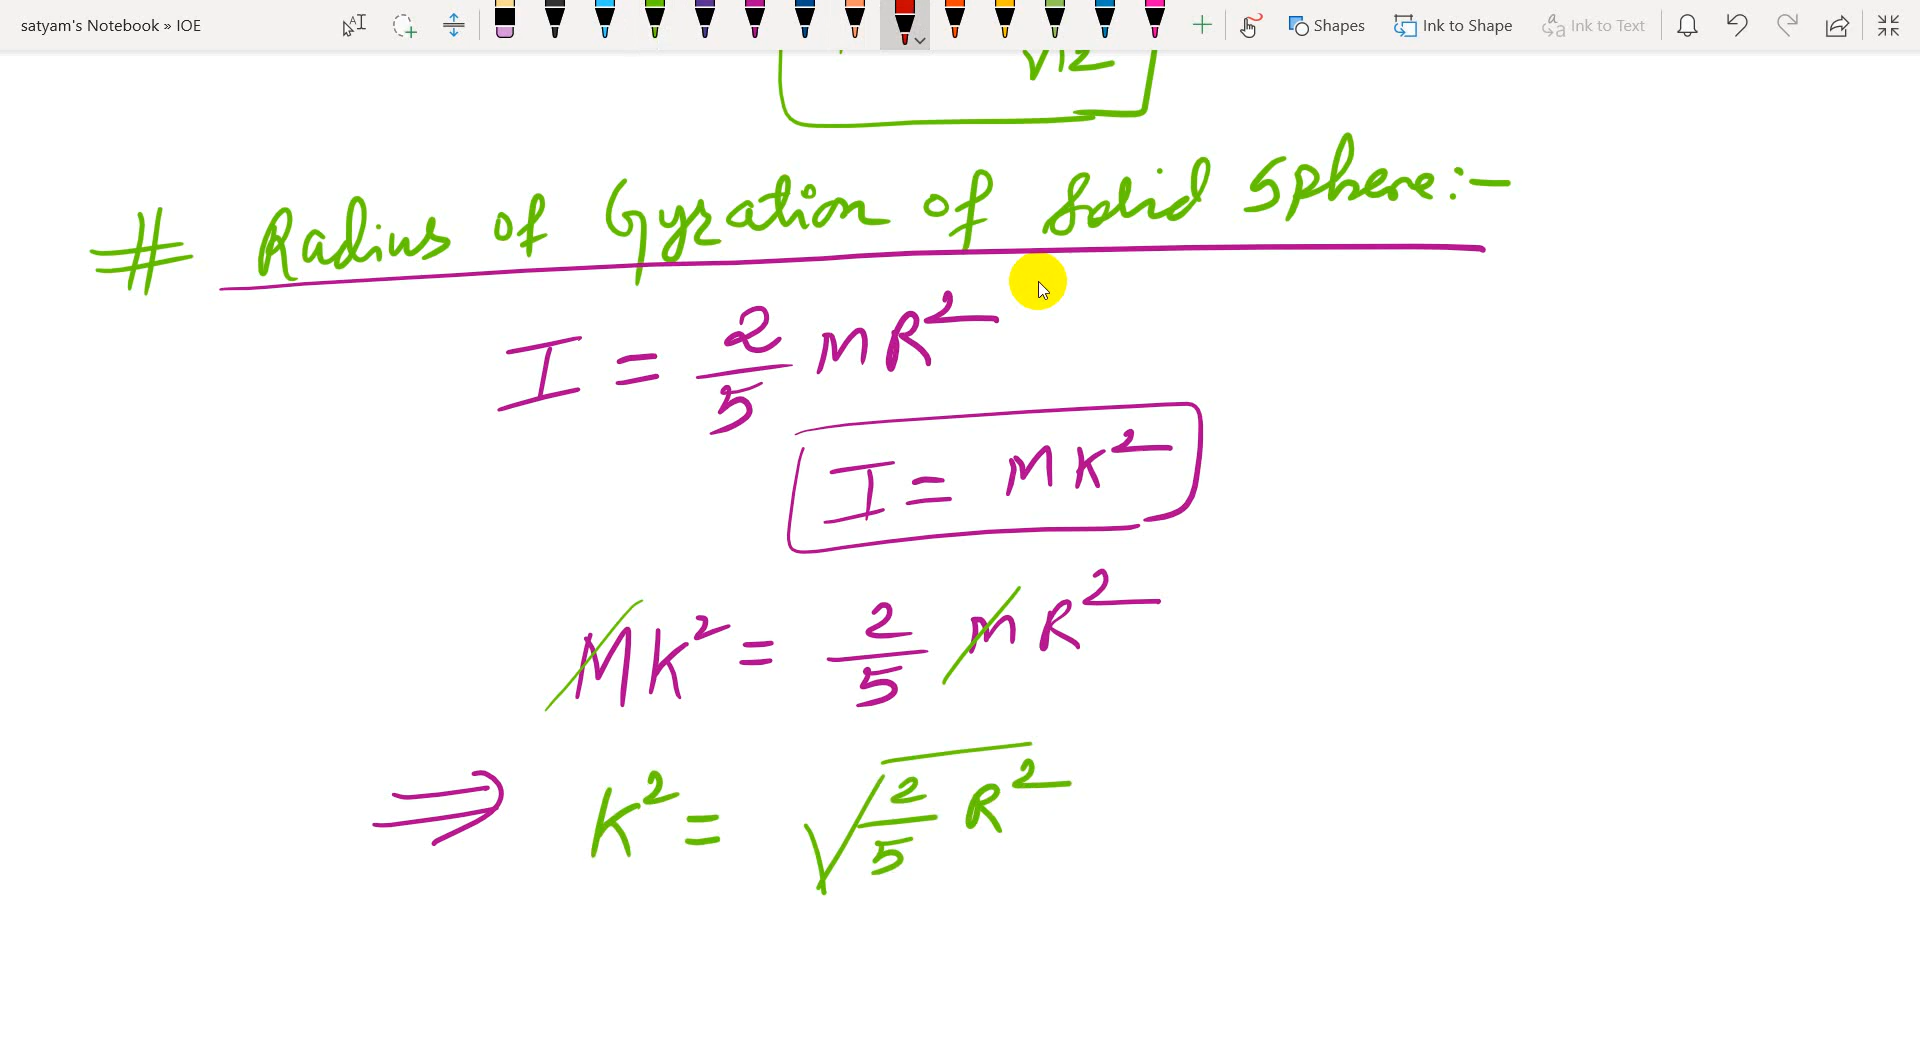 satyam's Notebook » IOE Shapes Ink to Shape Ink to Text
√12
# Radius of Gyration of Solid Sphere:-
I = 2/5 MR²
I = MK²
MK² = 2/5 MR²
⇒ K² = √2/5 R²